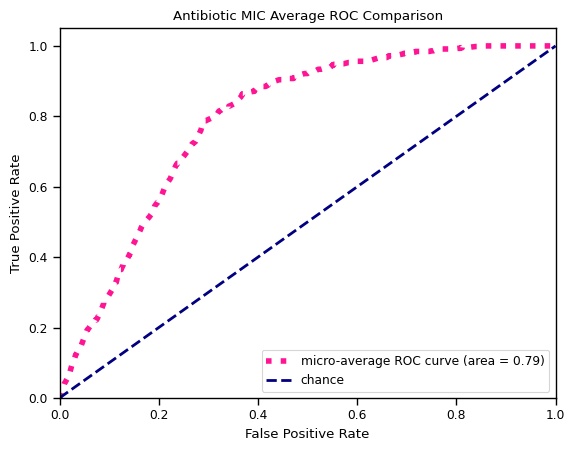 Antibiotic MIC Average ROC Comparison
True Positive Rate
1.0
0.8
0.6
0.4
0.2
0.0
micro-average ROC curve (area = 0.79)
chance
0.0 0.2 0.4 0.6 0.8 1.0
False Positive Rate